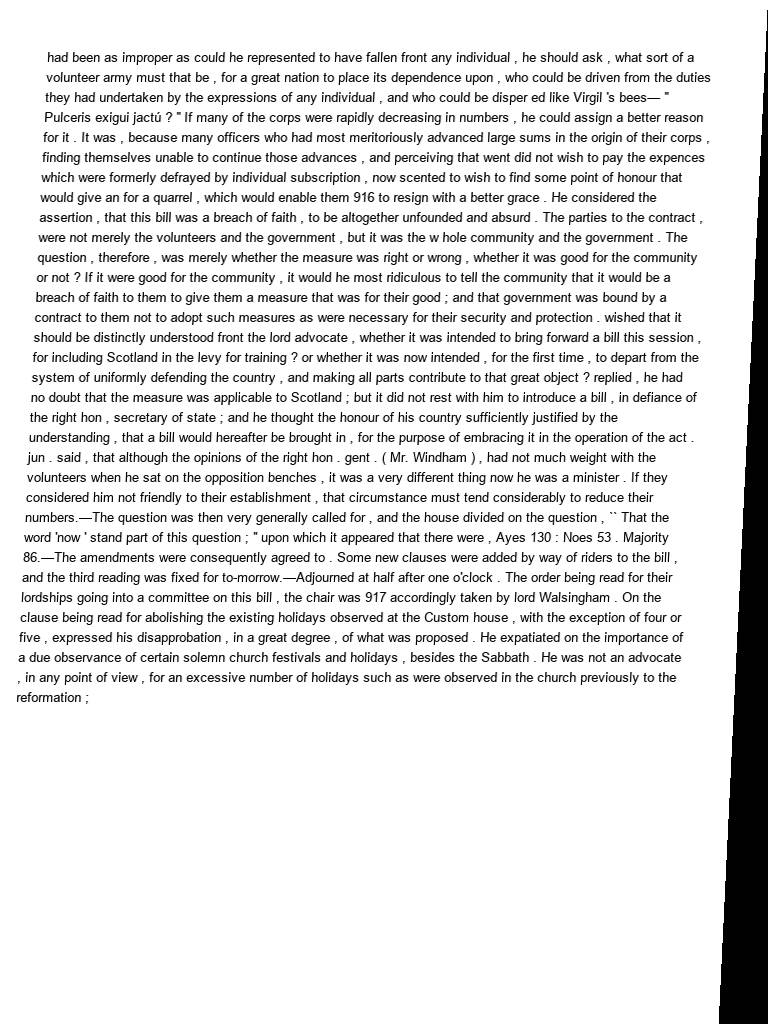 had been as improper as could he represented to have fallen front any individual , he should ask , what sort of a
volunteer army must that be , for a great nation to place its dependence upon , who could be driven from the duties
they had undertaken by the expressions of any individual , and who could be disper ed like Virgil 's bees— "
Pulceris exigui jactú ? " If many of the corps were rapidly decreasing in numbers , he could assign a better reason
for it . It was , because many officers who had most meritoriously advanced large sums in the origin of their corps ,
finding themselves unable to continue those advances , and perceiving that went did not wish to pay the expences
which were formerly defrayed by individual subscription , now scented to wish to find some point of honour that
would give an for a quarrel , which would enable them 916 to resign with a better grace . He considered the
assertion , that this bill was a breach of faith , to be altogether unfounded and absurd . The parties to the contract ,
were not merely the volunteers and the government , but it was the w hole community and the government . The
question , therefore , was merely whether the measure was right or wrong , whether it was good for the community
or not ? If it were good for the community , it would he most ridiculous to tell the community that it would be a
breach of faith to them to give them a measure that was for their good ; and that government was bound by a
contract to them not to adopt such measures as were necessary for their security and protection . wished that it
should be distinctly understood front the lord advocate , whether it was intended to bring forward a bill this session ,
for including Scotland in the levy for training ? or whether it was now intended , for the first time , to depart from the
system of uniformly defending the country , and making all parts contribute to that great object ? replied , he had
no doubt that the measure was applicable to Scotland ; but it did not rest with him to introduce a bill , in defiance of
the right hon , secretary of state ; and he thought the honour of his country sufficiently justified by the
understanding , that a bill would hereafter be brought in , for the purpose of embracing it in the operation of the act .
jun . said , that although the opinions of the right hon . gent . ( Mr. Windham ) , had not much weight with the
volunteers when he sat on the opposition benches , it was a very different thing now he was a minister . If they
considered him not friendly to their establishment , that circumstance must tend considerably to reduce their
numbers.—The question was then very generally called for , and the house divided on the question , `` That the
word 'now ' stand part of this question ; " upon which it appeared that there were , Ayes 130 : Noes 53 . Majority
86.—The amendments were consequently agreed to . Some new clauses were added by way of riders to the bill ,
and the third reading was fixed for to-morrow.—Adjourned at half after one o'clock . The order being read for their
lordships going into a committee on this bill , the chair was 917 accordingly taken by lord Walsingham . On the
clause being read for abolishing the existing holidays observed at the Custom house , with the exception of four or
five , expressed his disapprobation , in a great degree , of what was proposed . He expatiated on the importance of
a due observance of certain solemn church festivals and holidays , besides the Sabbath . He was not an advocate
, in any point of view , for an excessive number of holidays such as were observed in the church previously to the
reformation ;